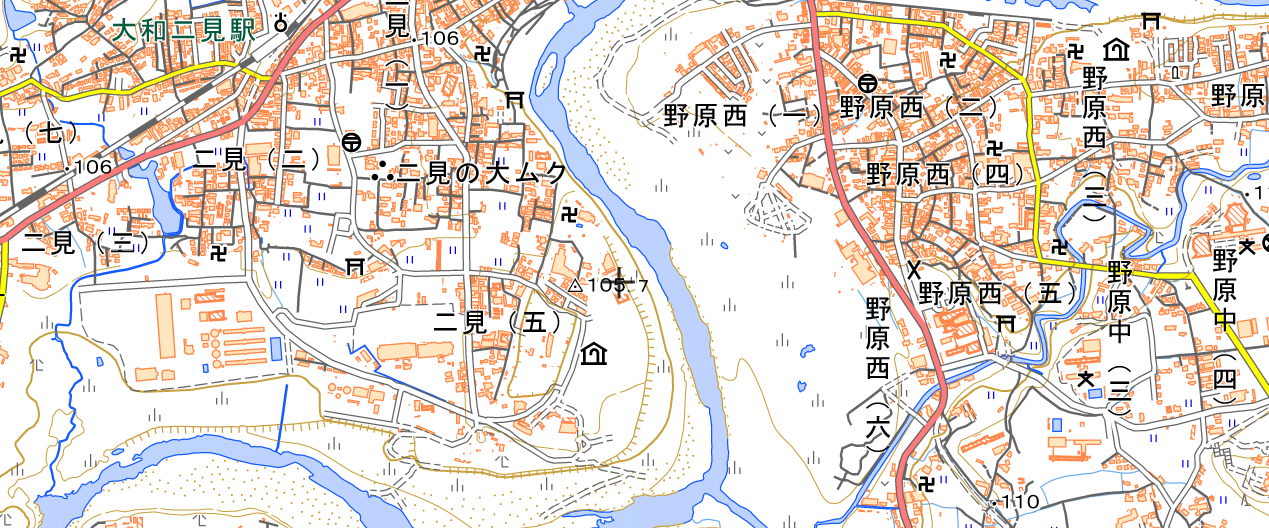 大和二見駅
二見（一）
106
野原西（一）
野原西（二）
野原西（三）
野原
（七）
106
二見（二）
二見の大ムク
野原西（四）
二見（三）
105.7
野原西（五）
野原中（三）
野原中（四）
二見（五）
野原西（六）
110